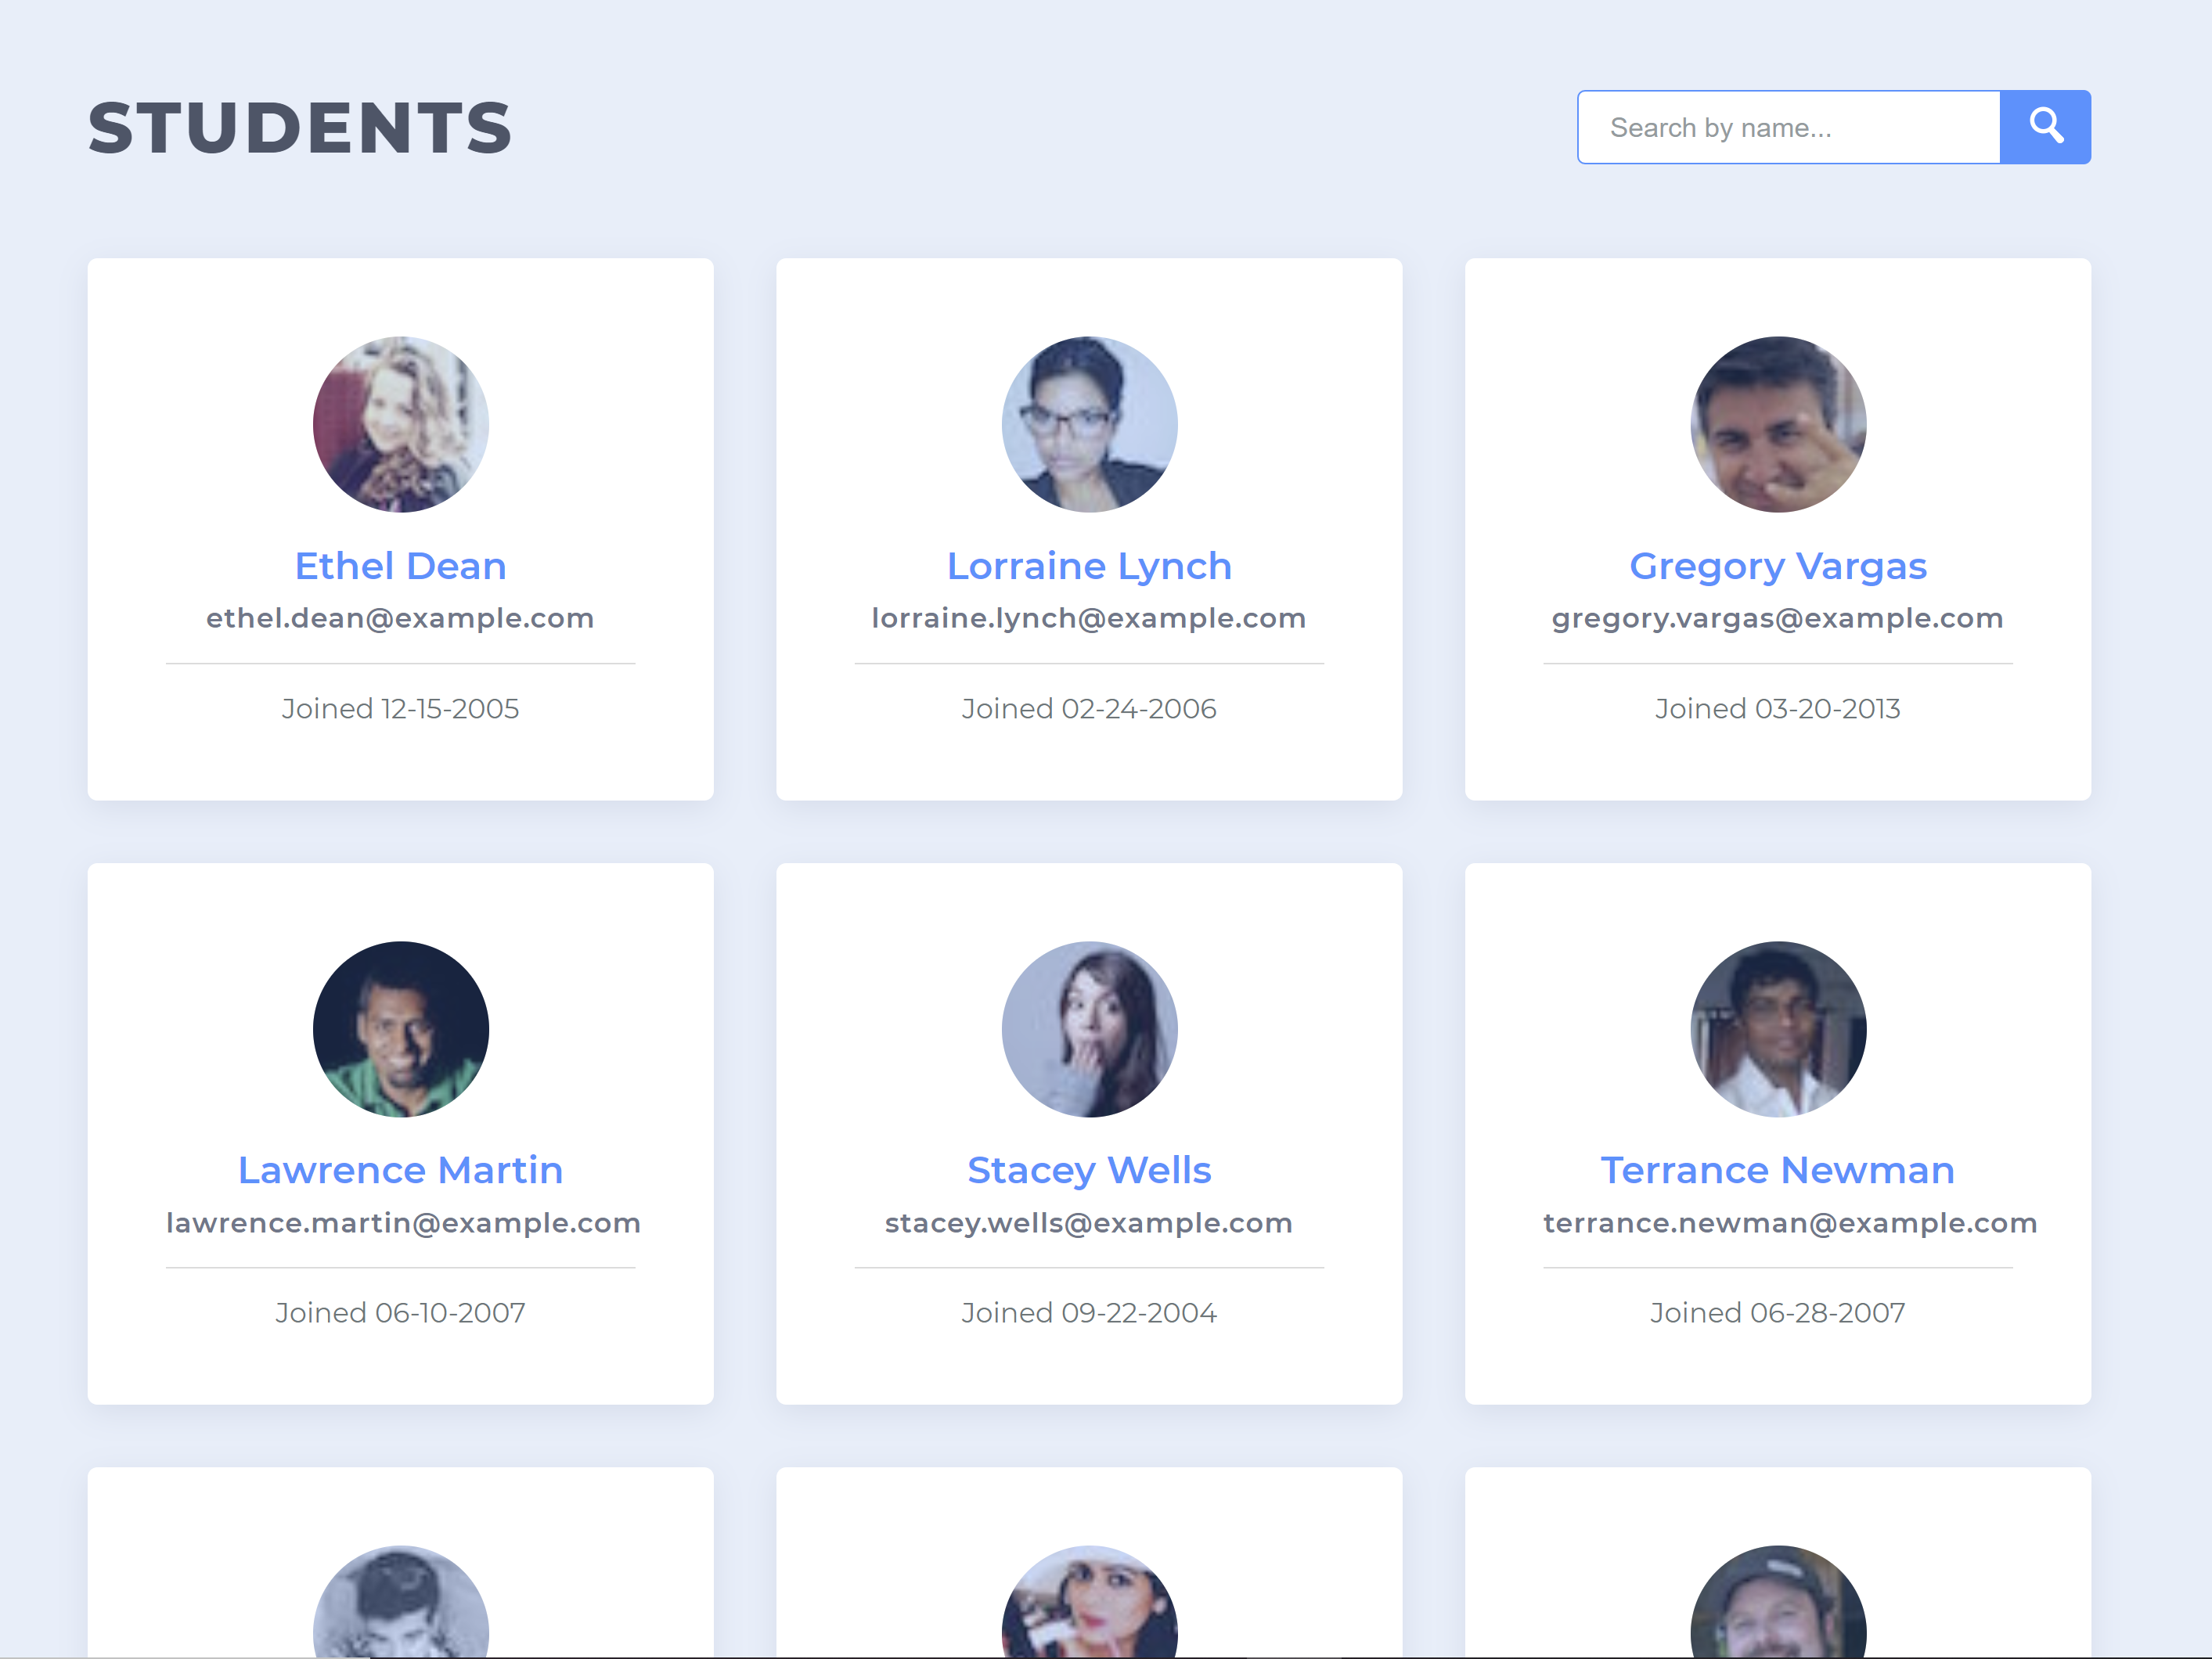 STUDENTS
Search by name...
Ethel Dean
ethel.dean@example.com
Joined 12-15-2005
Lorraine Lynch
lorraine.lynch@example.com
Joined 02-24-2006
Gregory Vargas
gregory.vargas@example.com
Joined 03-20-2013
Lawrence Martin
lawrence.martin@example.com
Joined 06-10-2007
Stacey Wells
stacey.wells@example.com
Joined 09-22-2004
Terrance Newman
terrance.newman@example.com
Joined 06-28-2007